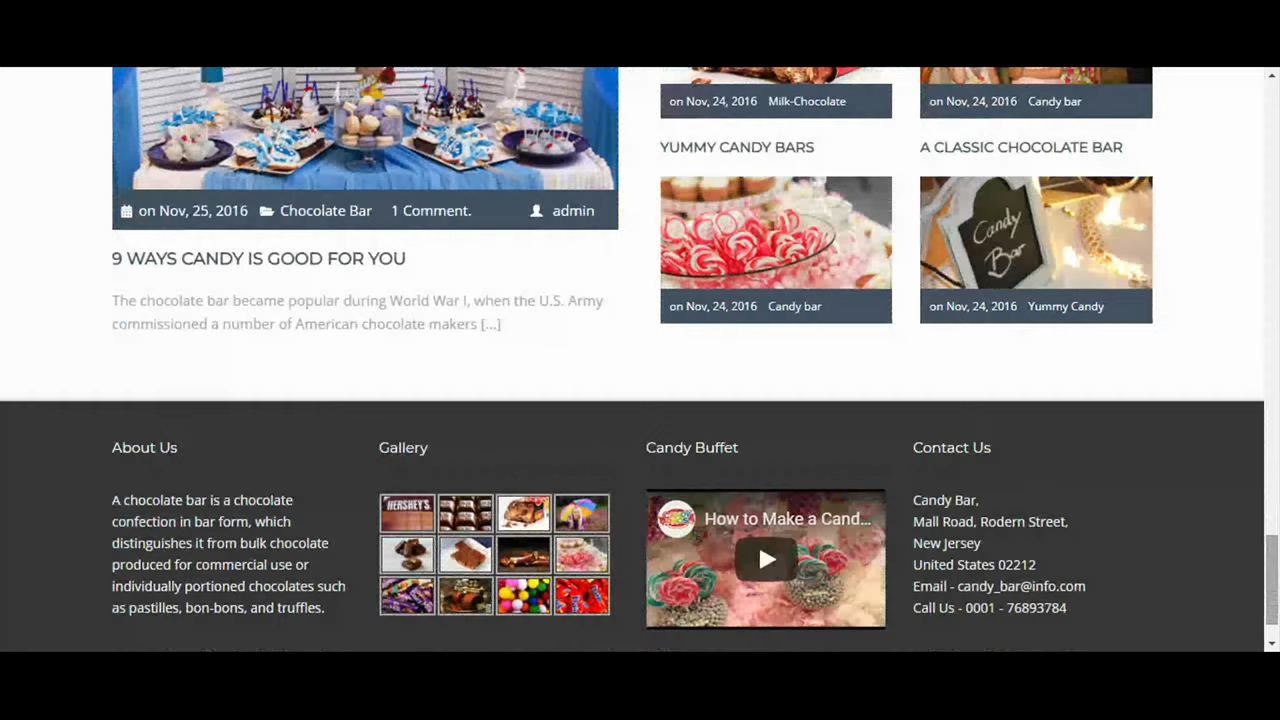 on Nov, 24, 2016 Milk-Chocolate
on Nov, 24, 2016 Candy bar
YUMMY CANDY BARS
A CLASSIC CHOCOLATE BAR
on Nov, 25, 2016 Chocolate Bar 1 Comment. admin
Candy
Bar
on Nov, 24, 2016 Candy bar
on Nov, 24, 2016 Yummy Candy
9 WAYS CANDY IS GOOD FOR YOU
The chocolate bar became popular during World War I, when the U.S. Army
commissioned a number of American chocolate makers [...]
About Us
A chocolate bar is a chocolate
confection in bar form, which
distinguishes it from bulk chocolate
produced for commercial use or
individually portioned chocolates such
as pastilles, bon-bons, and truffles.
Gallery
HERSHEY'S
Candy Buffet
How to Make a Cand...
Contact Us
Candy Bar,
Mall Road, Rodern Street,
New Jersey
United States 02212
Email - candy_bar@info.com
Call Us - 0001 - 76893784